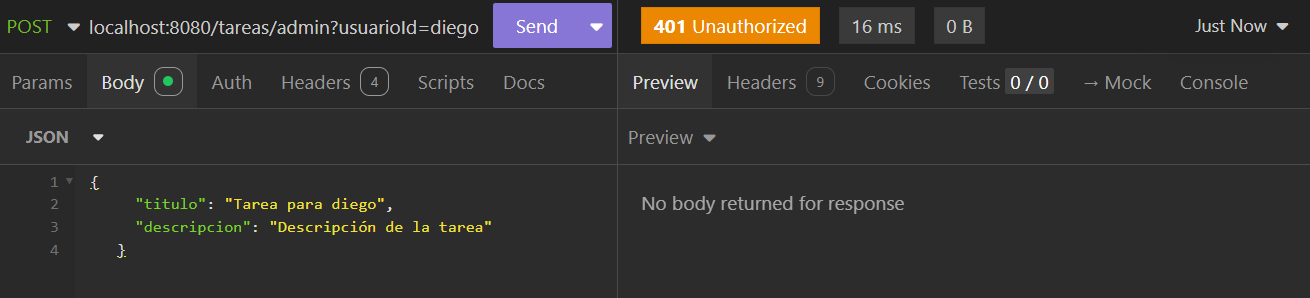 POST localhost:8080/tareas/admin?usuarioId=diego Send 401 Unauthorized 16 ms 0 B Just Now
Params Body Auth Headers 4 Scripts Docs Preview Headers 9 Cookies Tests 0 / 0 → Mock Console
JSON Preview
1 {
2 "titulo": "Tarea para diego",
3 "descripcion": "Descripción de la tarea"
4 }
No body returned for response